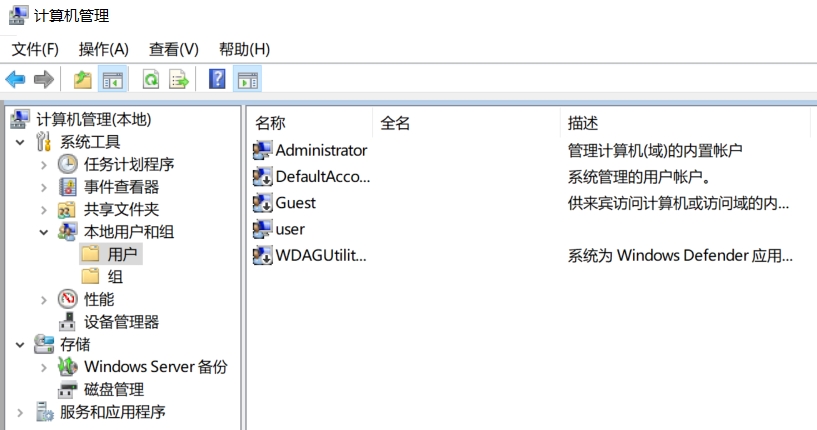 计算机管理
文件(F) 操作(A) 查看(V) 帮助(H)
计算机管理(本地)
系统工具
任务计划程序
事件查看器
共享文件夹
本地用户和组
用户
组
性能
设备管理器
存储
Windows Server 备份
磁盘管理
服务和应用程序
名称 全名 描述
Administrator 管理计算机(域)的内置帐户
DefaultAcco... 系统管理的用户帐户。
Guest 供来宾访问计算机或访问域的内...
user
WDAGUtilit... 系统为 Windows Defender 应用...